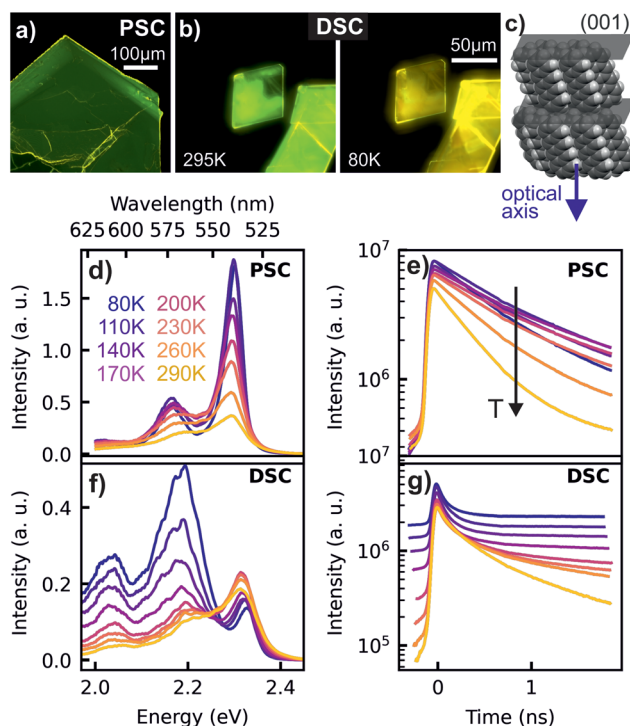 a) PSC
100µm
b) DSC
50µm
295K
80K
c)
(001)
optical
axis
Wavelength (nm)
625 600 575 550 525
d) PSC
Intensity (a. u.)
1.5
1.0
0.5
0.0
80K 200K
110K 230K
140K 260K
170K 290K
e) PSC
Intensity (a. u.)
10^7
10^6
10^7
T
f) DSC
Intensity (a. u.)
0.4
0.2
0.0
2.0 2.2 2.4
Energy (eV)
g) DSC
Intensity (a. u.)
10^6
10^5
0 1
Time (ns)